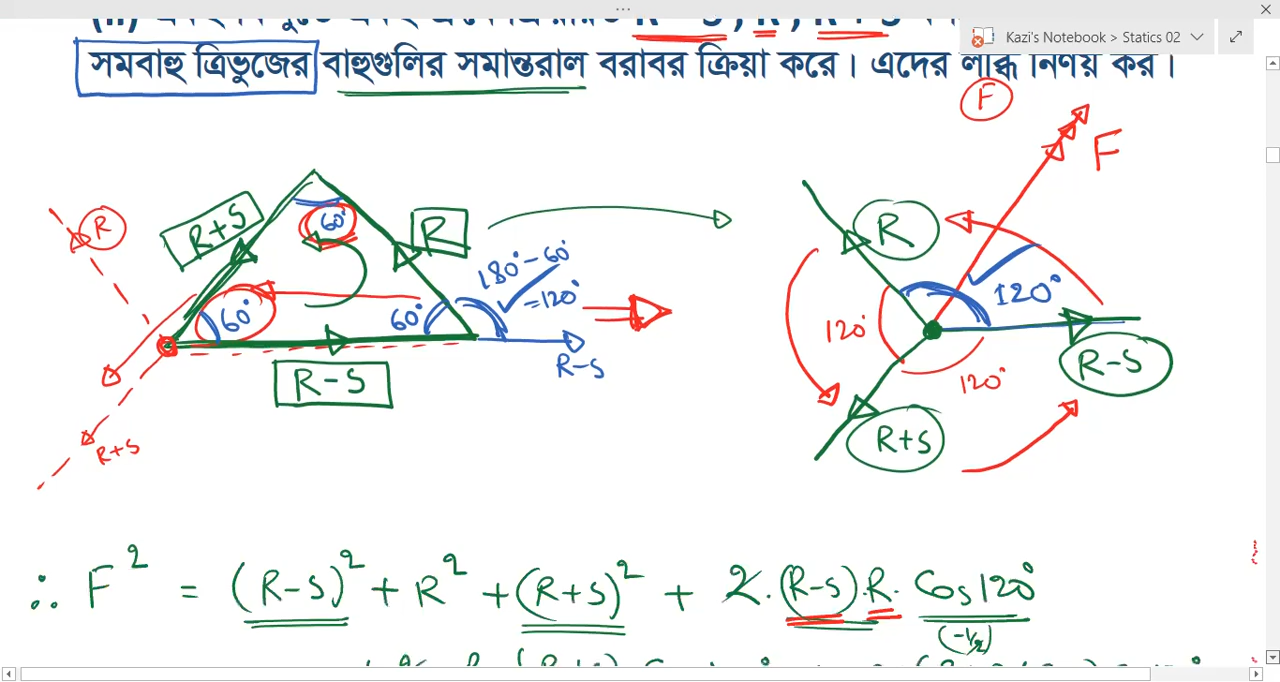 R - S, R, R + S
Kazi's Notebook > Statics 02
সমবাহু ত্রিভুজের বাহুগুলির সমান্তরাল বরাবর ক্রিয়া করে। এদের লব্ধি নির্ণয় কর।
F
F
R
R+S
60°
R
180°-60°
=120°
60°
60°
R-S
R-S
R+S
R
120°
120°
120°
R-S
R+S
∴ F² = (R-S)² + R² + (R+S)² + 2.(R-S).R. Cos120°
(-1/2)